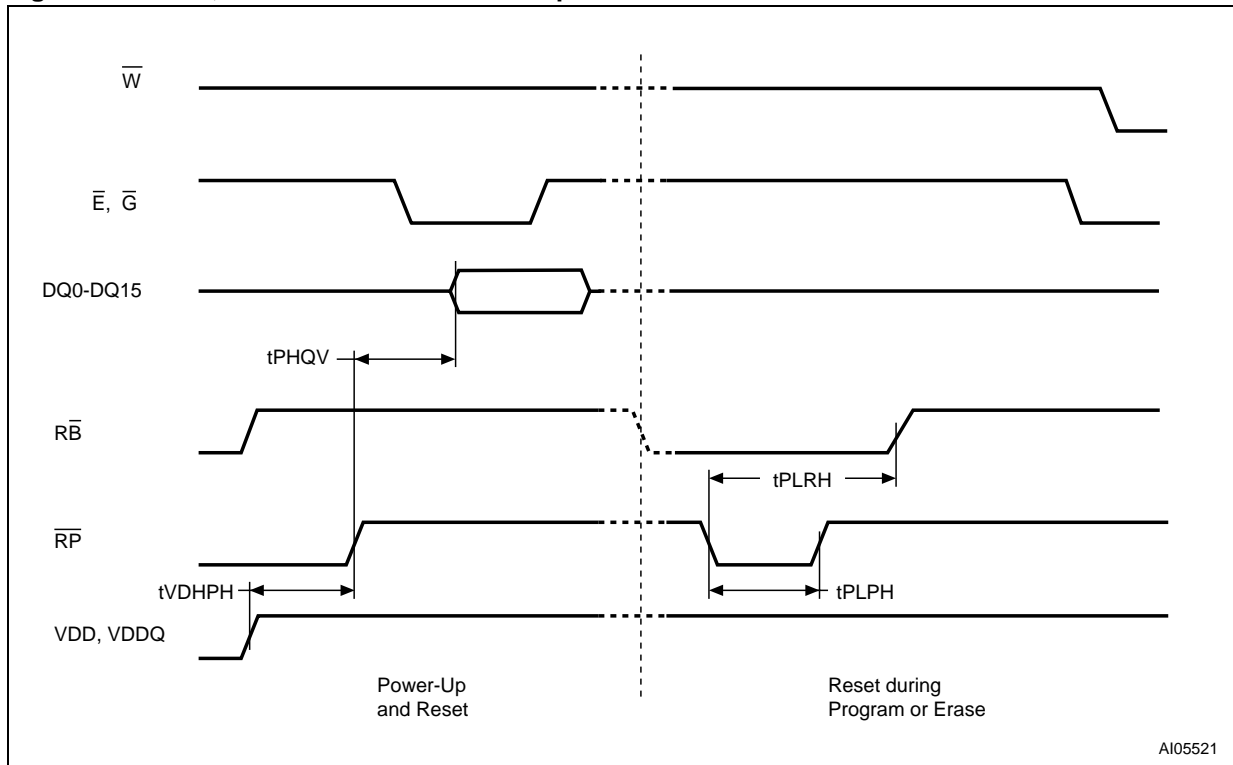 W̅
E̅, G̅
DQ0-DQ15
tPHQV
RB̅
tPLRH
R̅P̅
tVDHPH
tPLPH
VDD, VDDQ
Power-Up
and Reset
Reset during
Program or Erase
AI05521